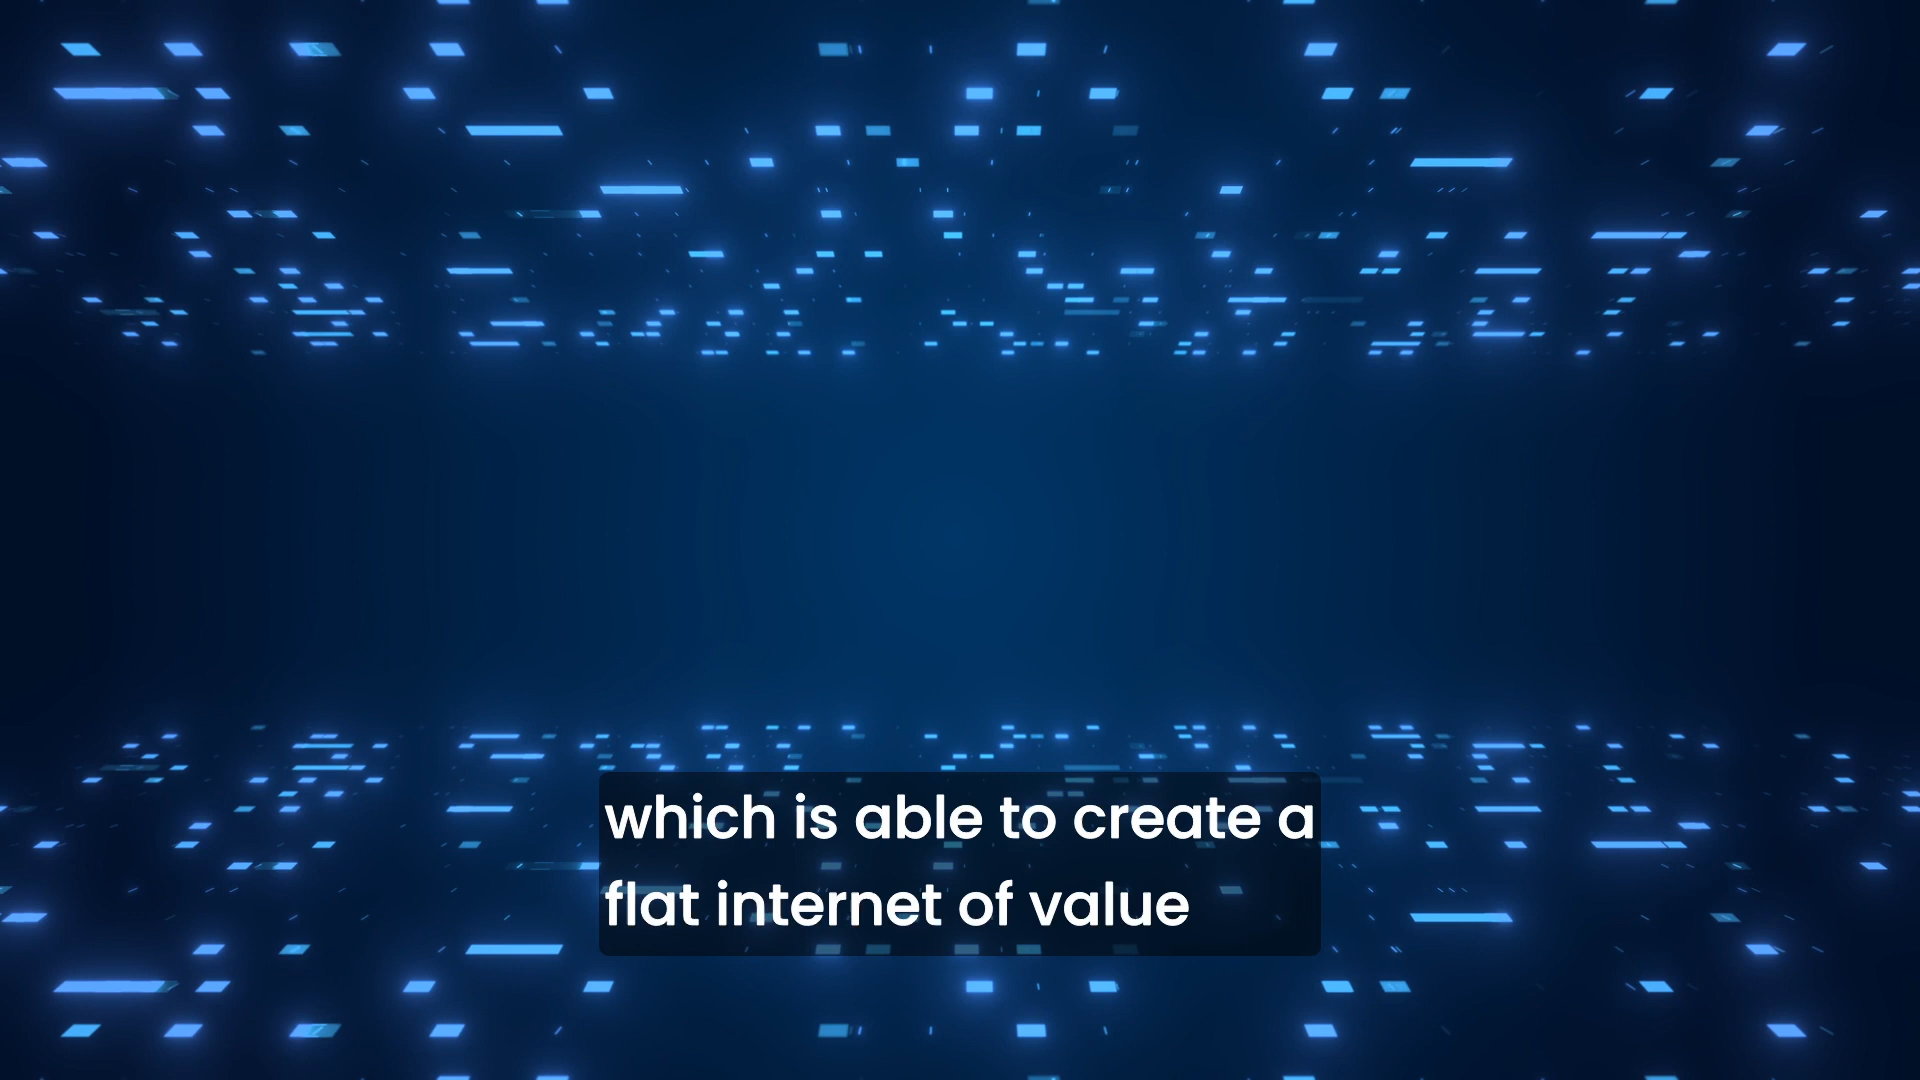 which is able to create a
flat internet of value